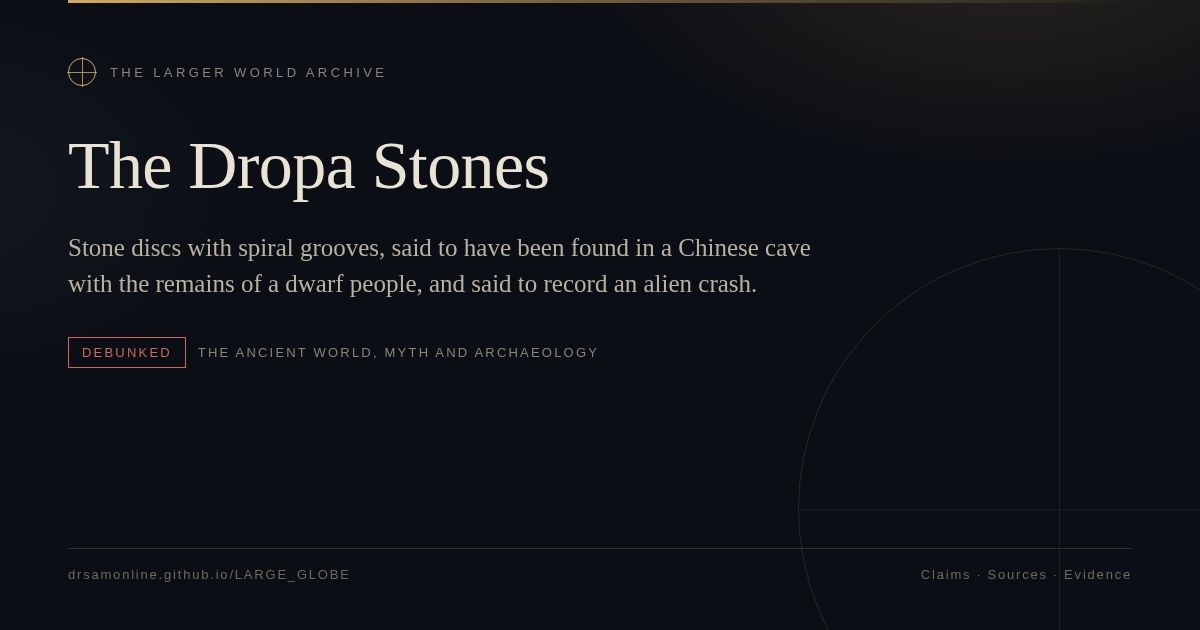 THE LARGER WORLD ARCHIVE
The Dropa Stones
Stone discs with spiral grooves, said to have been found in a Chinese cave
with the remains of a dwarf people, and said to record an alien crash.
DEBUNKED THE ANCIENT WORLD, MYTH AND ARCHAEOLOGY
drsamonline.github.io/LARGE_GLOBE Claims · Sources · Evidence